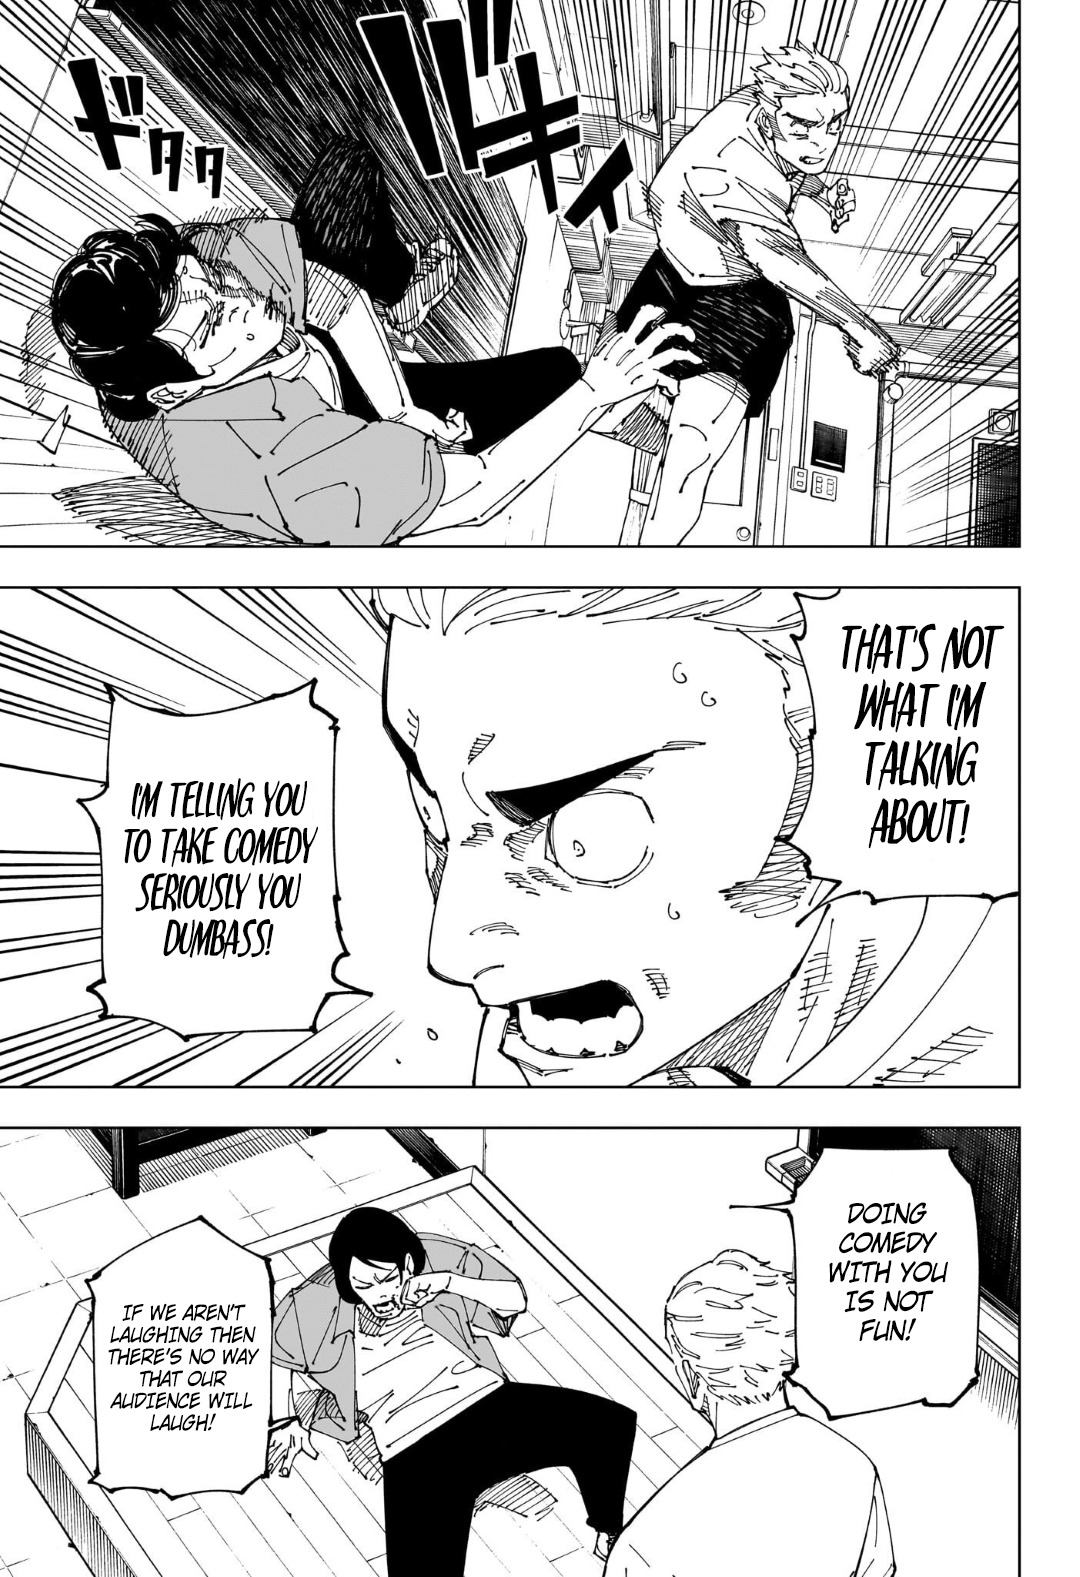 バキィ
ドタタ
THAT'S NOT
WHAT I'M
TALKING
ABOUT!
I'M TELLING YOU
TO TAKE COMEDY
SERIOUSLY YOU
DUMBASS!
DOING
COMEDY
WITH YOU
IS NOT
FUN!
IF WE AREN'T
LAUGHING THEN
THERE'S NO WAY
THAT OUR
AUDIENCE WILL
LAUGH!